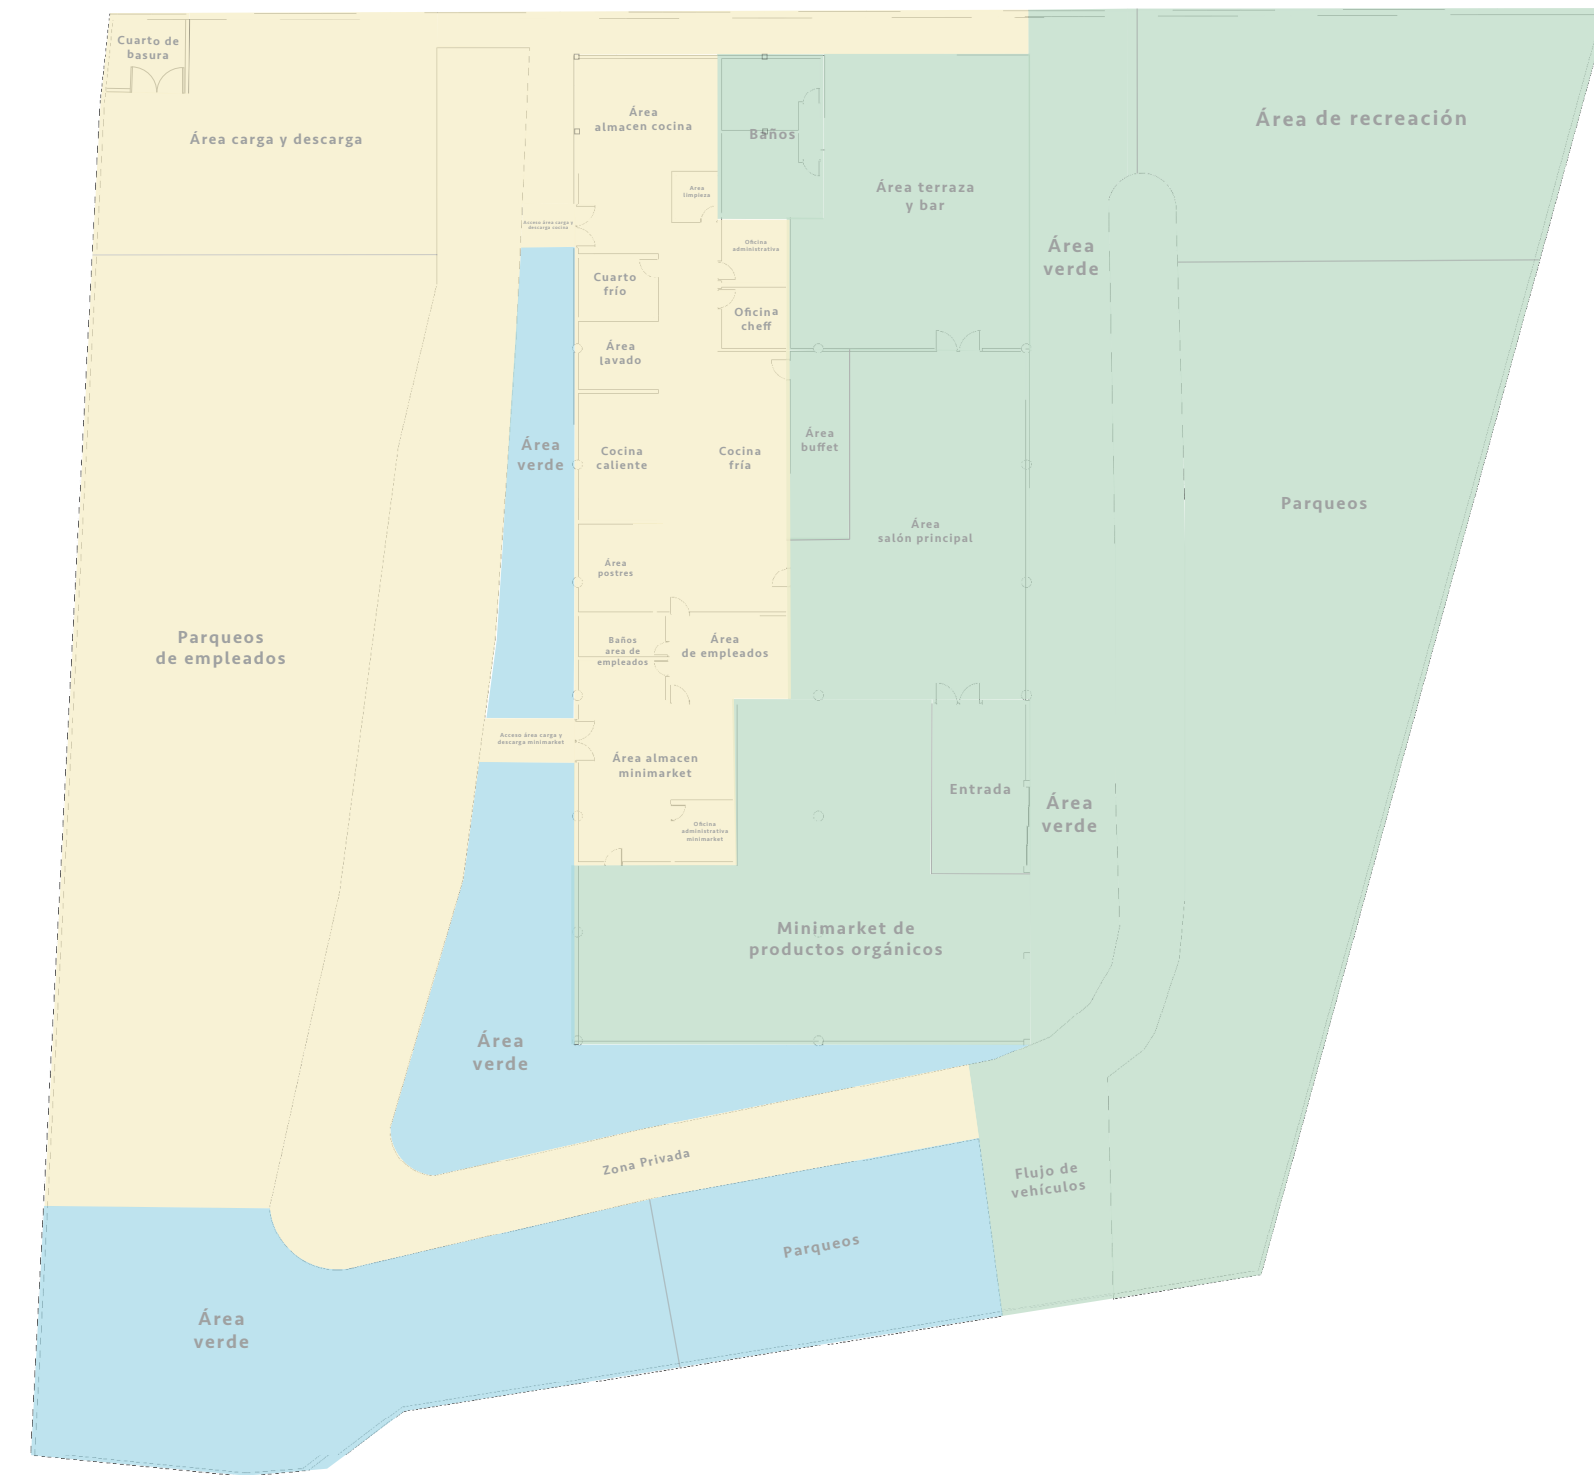 Cuarto de
basura
Área carga y descarga
Área
almacen cocina
Baños
Área de recreación
Area
limpieza
Área terraza
y bar
Acceso área carga y
descarga cocina
Oficina
administrativa
Área
verde
Cuarto
frío
Oficina
cheff
Área
lavado
Área
verde
Cocina
caliente
Cocina
fría
Área
buffet
Parqueos
Área
salón principal
Área
postres
Parqueos
de empleados
Baños
area de
empleados
Área
de empleados
Acceso área carga y
descarga minimarket
Área almacen
minimarket
Entrada
Área
verde
Oficina
administrativa
minimarket
Minimarket de
productos orgánicos
Área
verde
Zona Privada
Flujo de
vehículos
Parqueos
Área
verde